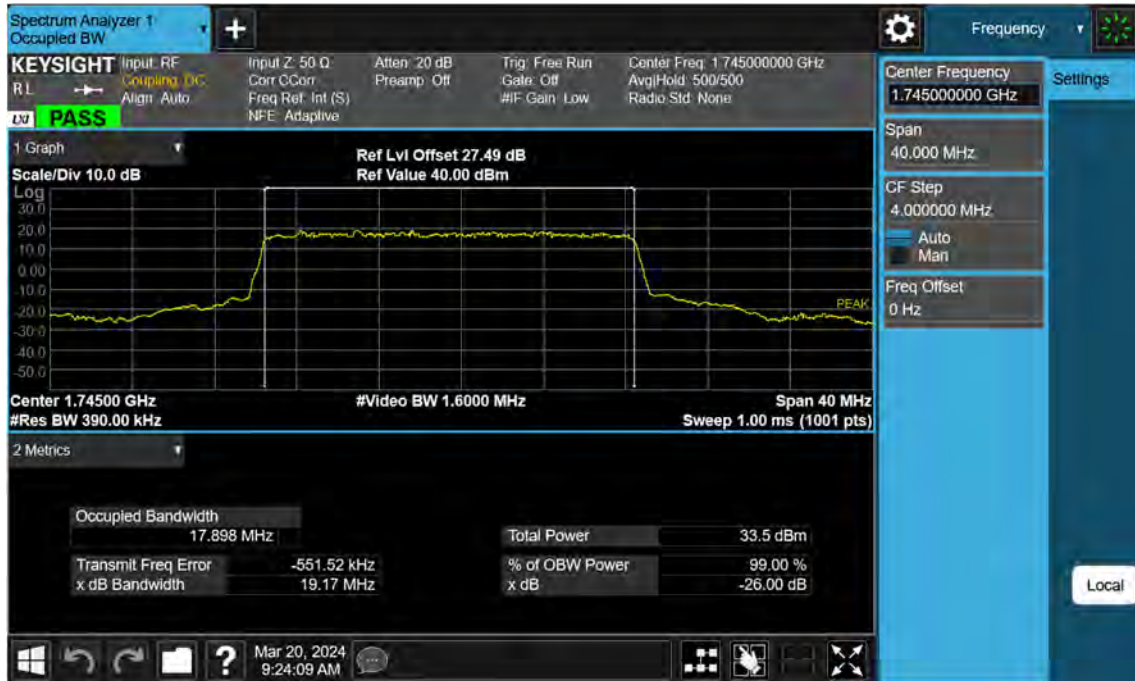 Spectrum Analyzer 1
Occupied BW
+
Frequency
KEYSIGHT
RL
LXI PASS
Input: RF
Coupling: DC
Align: Auto
Input Z: 50 Ω
Corr CCorr
Freq Ref: Int (S)
NFE: Adaptive
Atten: 20 dB
Preamp: Off
Trig: Free Run
Gate: Off
#IF Gain: Low
Center Freq: 1.745000000 GHz
Avg|Hold: 500/500
Radio Std: None
Center Frequency
1.745000000 GHz
Settings
Span
40.000 MHz
CF Step
4.000000 MHz
Auto
Man
Freq Offset
0 Hz
1 Graph
Scale/Div 10.0 dB
Ref Lvl Offset 27.49 dB
Ref Value 40.00 dBm
Log
30.0
20.0
10.0
0.00
-10.0
-20.0
-30.0
-40.0
-50.0
PEAK
Center 1.74500 GHz
#Video BW 1.6000 MHz
Span 40 MHz
#Res BW 390.00 kHz
Sweep 1.00 ms (1001 pts)
2 Metrics
Occupied Bandwidth
17.898 MHz
Total Power 33.5 dBm
Transmit Freq Error -551.52 kHz
% of OBW Power 99.00 %
x dB Bandwidth 19.17 MHz
x dB -26.00 dB
Local
?
Mar 20, 2024
9:24:09 AM